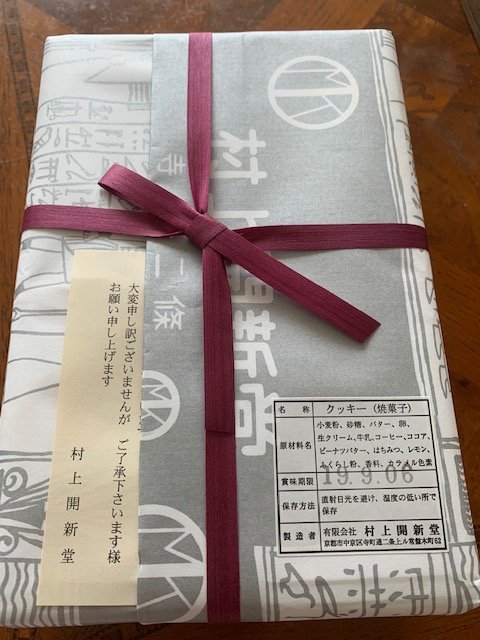 MK
村上開新堂
寺
二條
MK
MK
大変申し訳ございませんが　ご了承下さいます様
お願い申し上げます
村上開新堂
名　称　クッキー（焼菓子）
原材料名　小麦粉、砂糖、バター、卵、
生クリーム、牛乳、コーヒー、ココア、
ピーナツバター、はちみつ、レモン、
ふくらし粉、香料、カラメル色素
賞味期限　19.9.06
保存方法　直射日光を避け、温度の低い所で
保存
製造者　有限会社 村上開新堂
京都市中京区寺町通二条上ル常盤木町62